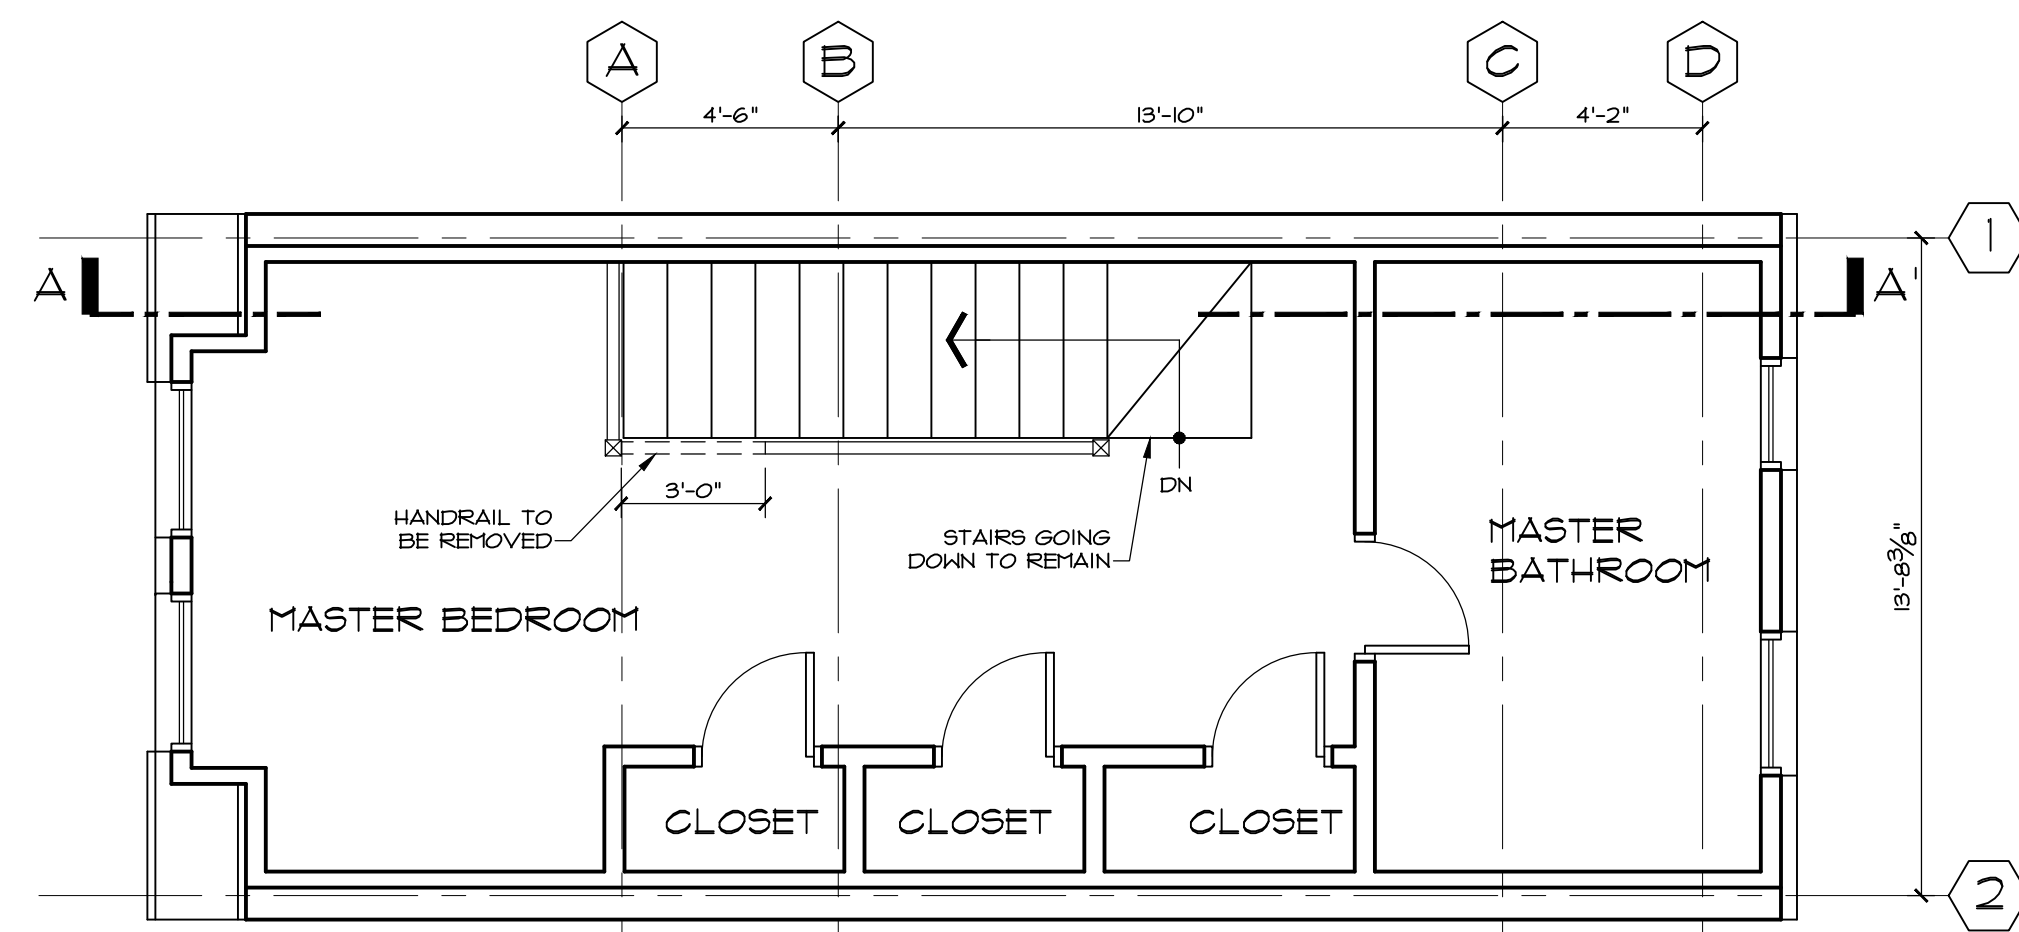 A
B
C
D
4'-6"
13'-10"
4'-2"
1
A
A'
DN
3'-0"
HANDRAIL TO
BE REMOVED
STAIRS GOING
DOWN TO REMAIN
MASTER
BATHROOM
13'-8 3/8"
MASTER BEDROOM
CLOSET
CLOSET
CLOSET
2